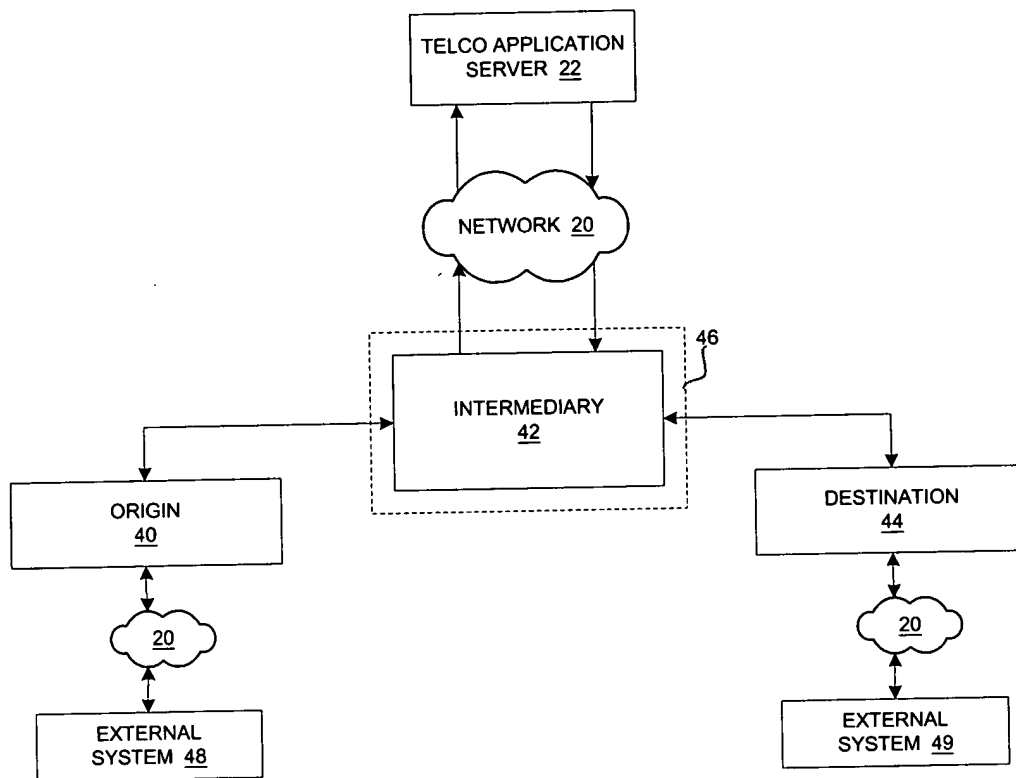 TELCO APPLICATION
SERVER 22
NETWORK 20
46
INTERMEDIARY
42
ORIGIN
40
DESTINATION
44
20
20
EXTERNAL
SYSTEM 48
EXTERNAL
SYSTEM 49